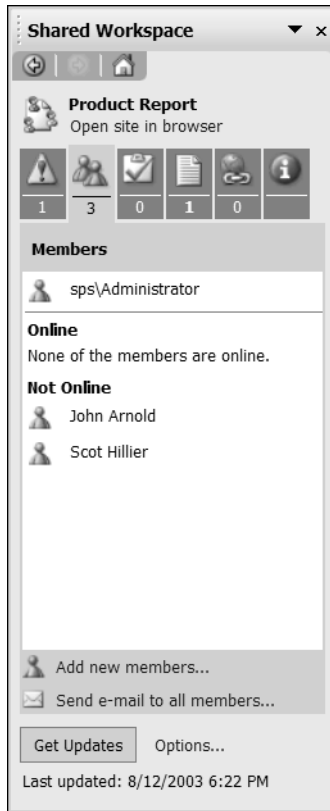 Shared Workspace
Product Report
Open site in browser
1 3 0 1 0
Members
sps\Administrator
Online
None of the members are online.
Not Online
John Arnold
Scot Hillier
Add new members...
Send e-mail to all members...
Get Updates Options...
Last updated: 8/12/2003 6:22 PM